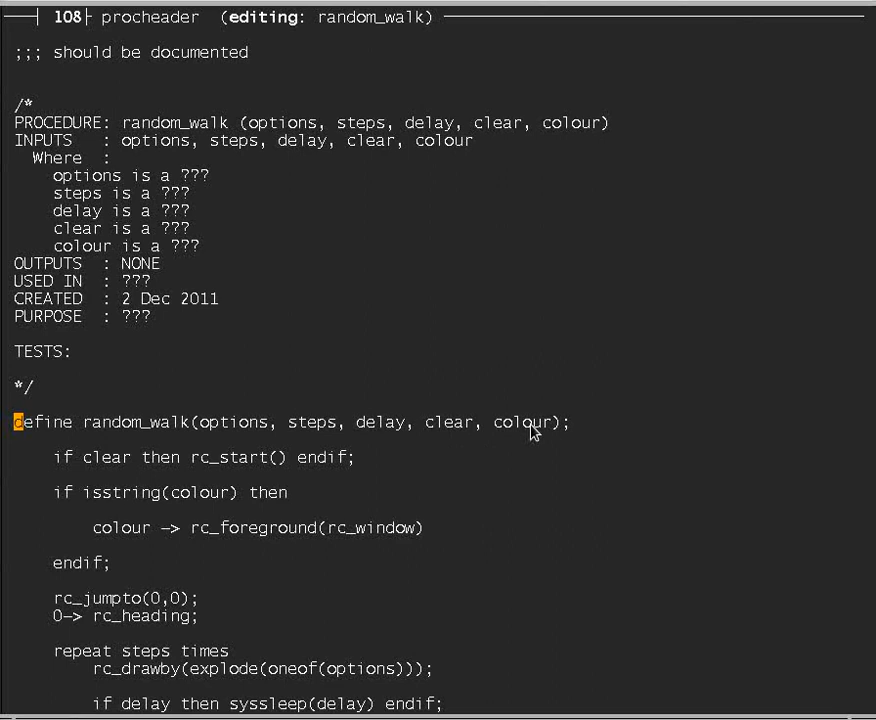 108 procheader (editing: random_walk)
;;; should be documented
/*
PROCEDURE: random_walk (options, steps, delay, clear, colour)
INPUTS   : options, steps, delay, clear, colour
  Where  :
    options is a ???
    steps is a ???
    delay is a ???
    clear is a ???
    colour is a ???
OUTPUTS  : NONE
USED IN  : ???
CREATED  : 2 Dec 2011
PURPOSE  : ???
TESTS:
*/
define random_walk(options, steps, delay, clear, colour);
    if clear then rc_start() endif;
    if isstring(colour) then
        colour -> rc_foreground(rc_window)
    endif;
    rc_jumpto(0,0);
    0-> rc_heading;
    repeat steps times
        rc_drawby(explode(oneof(options)));
        if delay then syssleep(delay) endif;